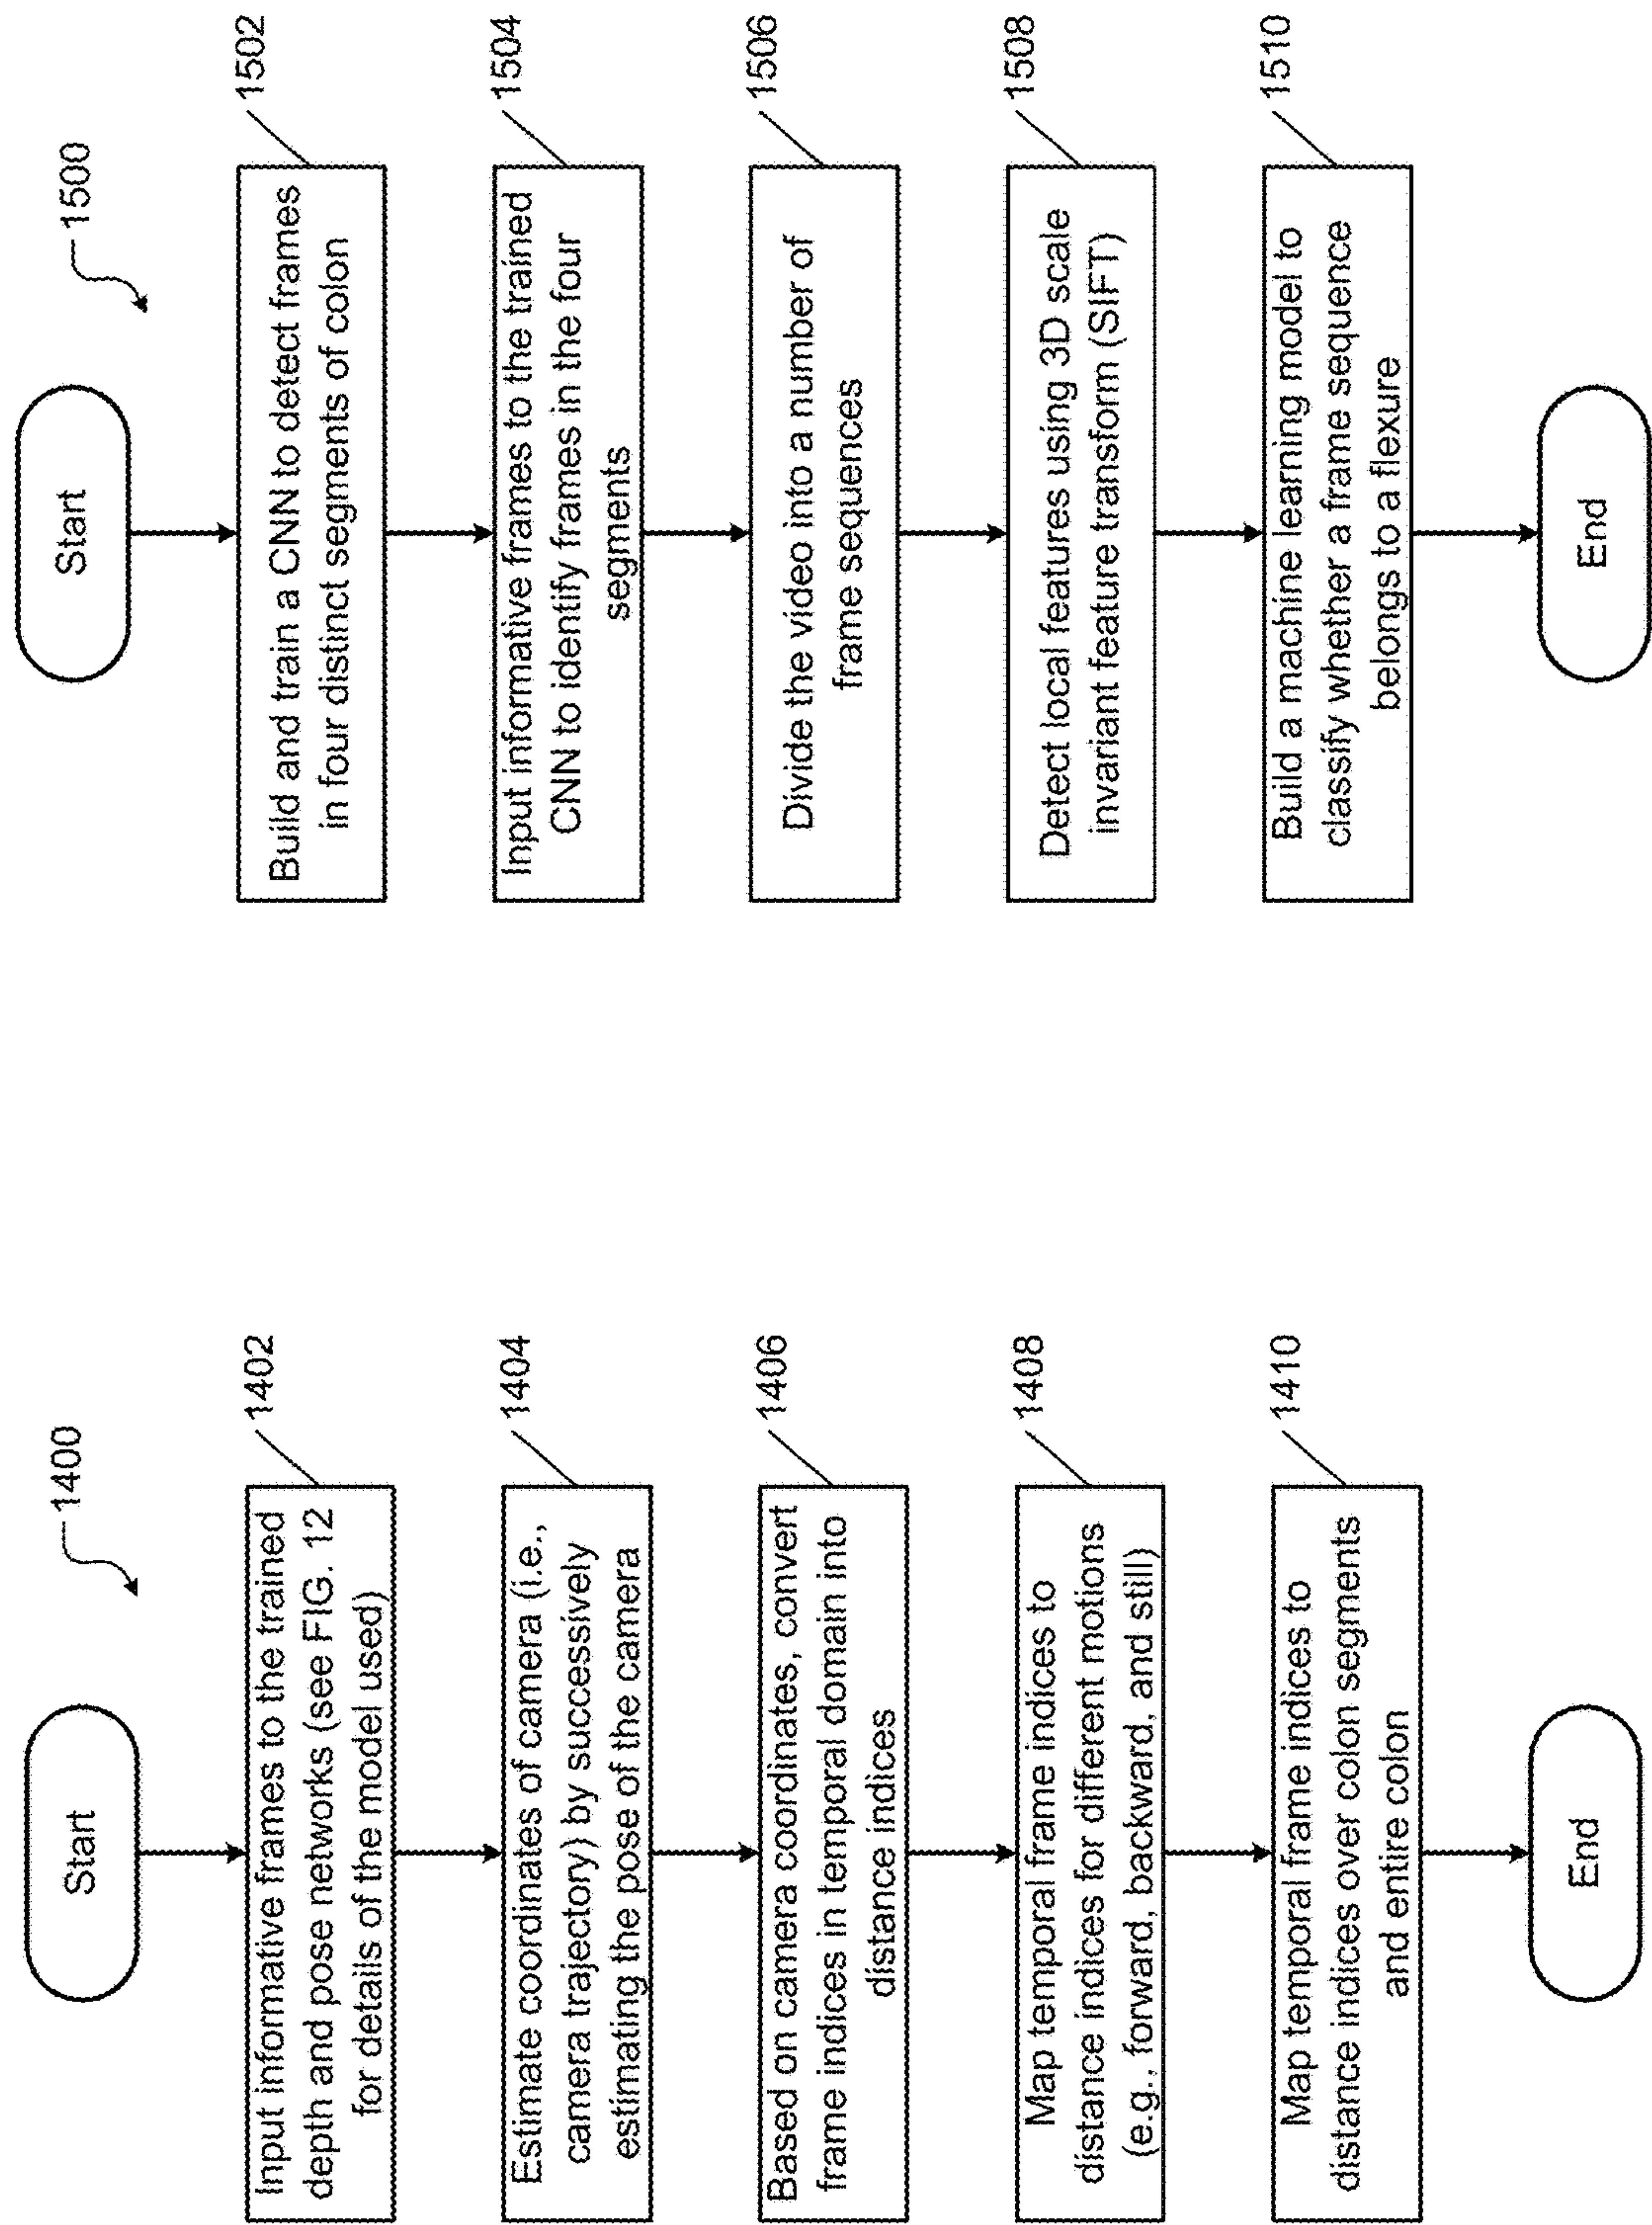 1400
Start
Input informative frames to the trained
depth and pose networks (see FIG. 12
for details of the model used)
1402
Estimate coordinates of camera (i.e.,
camera trajectory) by successively
estimating the pose of the camera
1404
Based on camera coordinates, convert
frame indices in temporal domain into
distance indices
1406
Map temporal frame indices to
distance indices for different motions
(e.g., forward, backward, and still)
1408
Map temporal frame indices to
distance indices over colon segments
and entire colon
1410
End
1500
Start
Build and train a CNN to detect frames
in four distinct segments of colon
1502
Input informative frames to the trained
CNN to identify frames in the four
segments
1504
Divide the video into a number of
frame sequences
1506
Detect local features using 3D scale
invariant feature transform (SIFT)
1508
Build a machine learning model to
classify whether a frame sequence
belongs to a flexure
1510
End